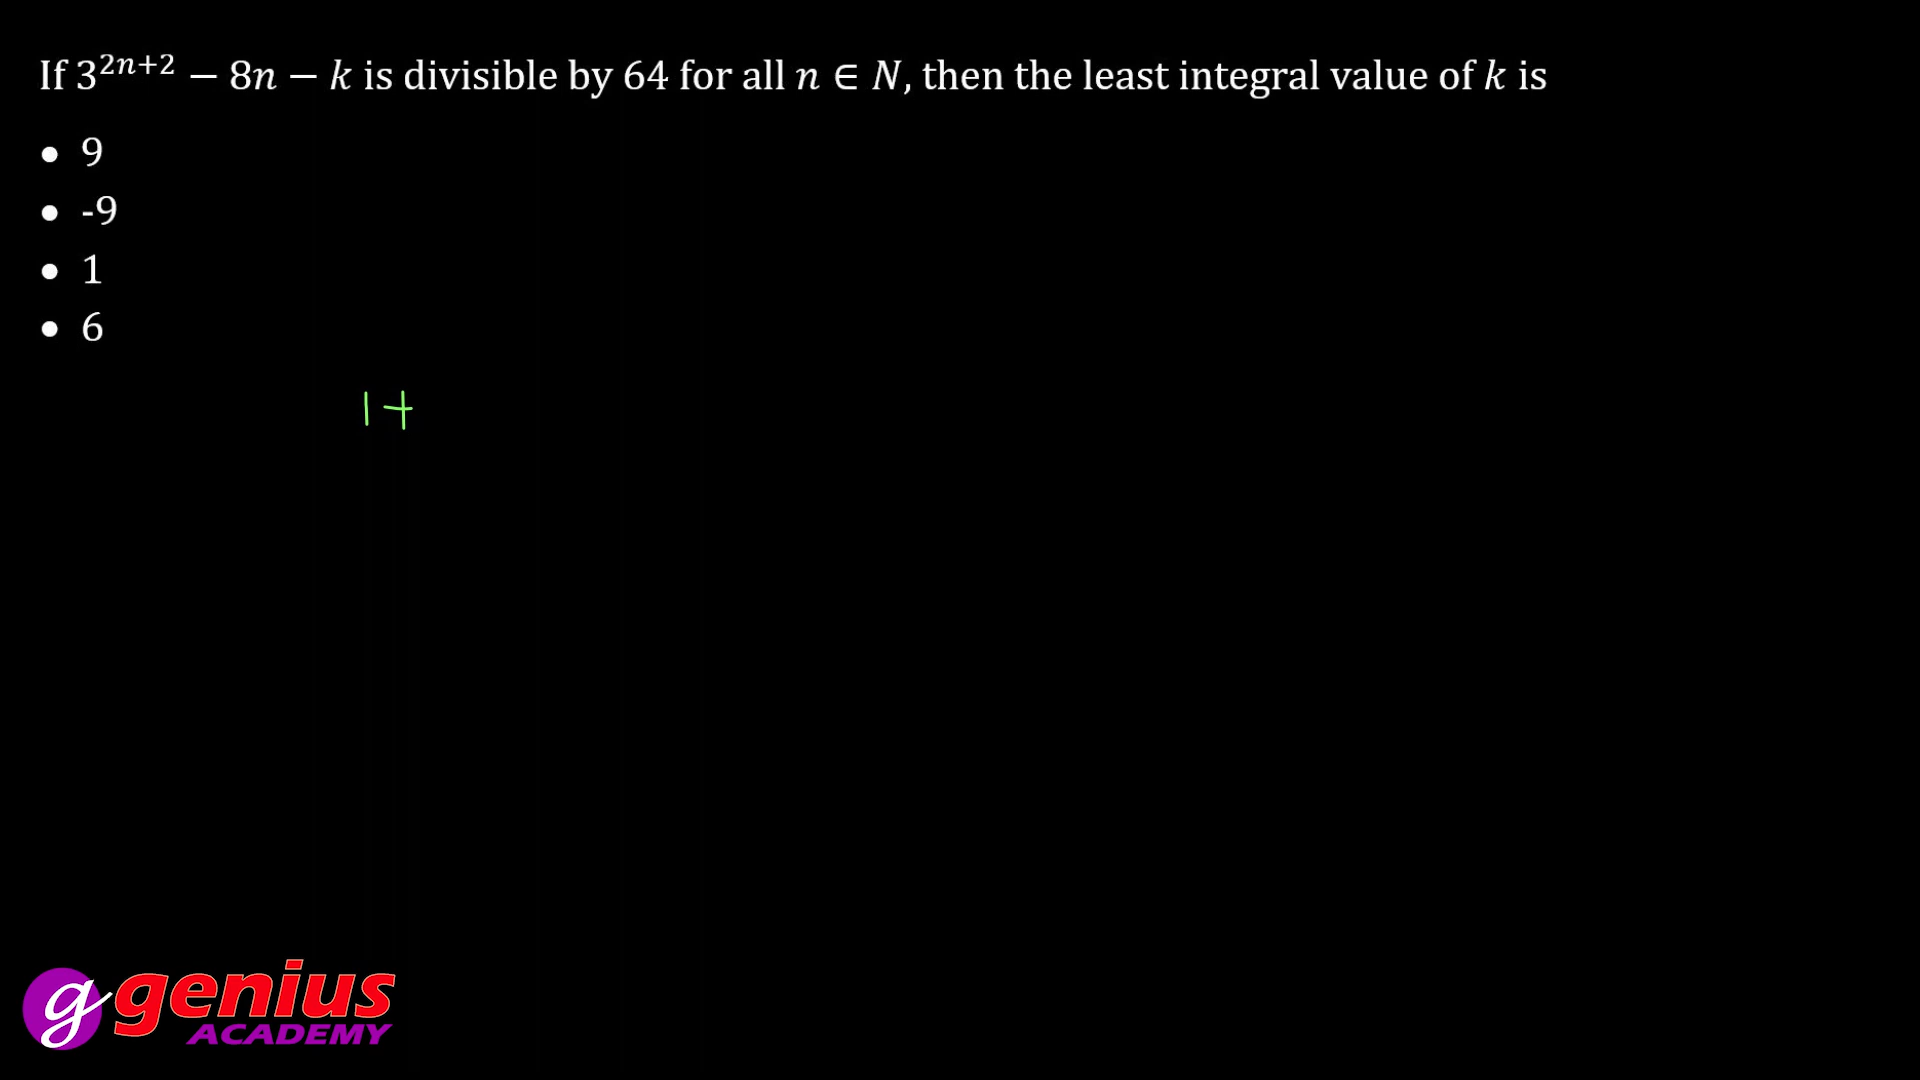 If 3^{2n+2} − 8n − k is divisible by 64 for all n ∈ N, then the least integral value of k is
• 9
• -9
• 1
• 6
1+
g genius
ACADEMY